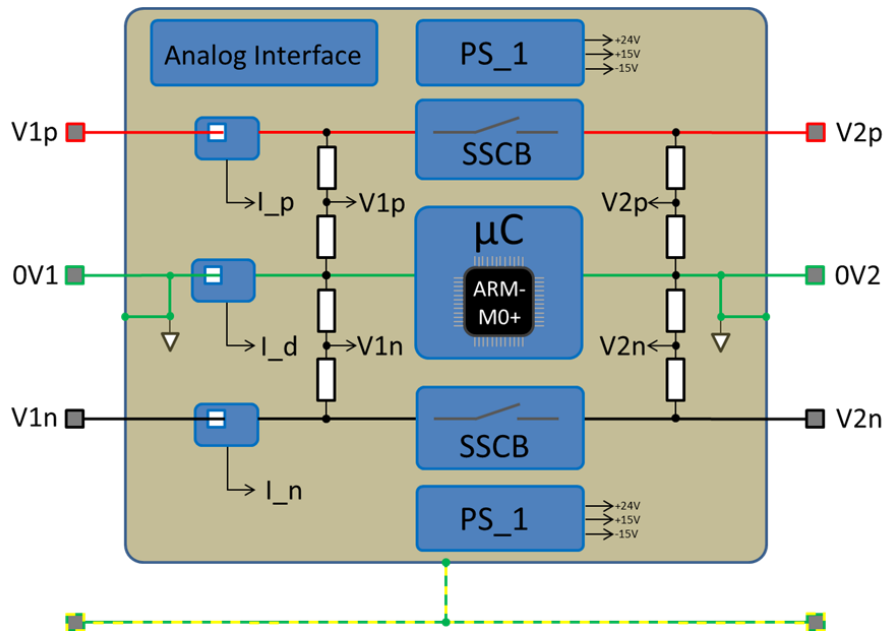 Analog Interface
PS_1
+24V
+15V
-15V
V1p
SSCB
V2p
I_p
V1p
V2p
µC
0V1
ARM-
M0+
0V2
I_d
V1n
V2n
V1n
SSCB
V2n
I_n
PS_1
+24V
+15V
-15V